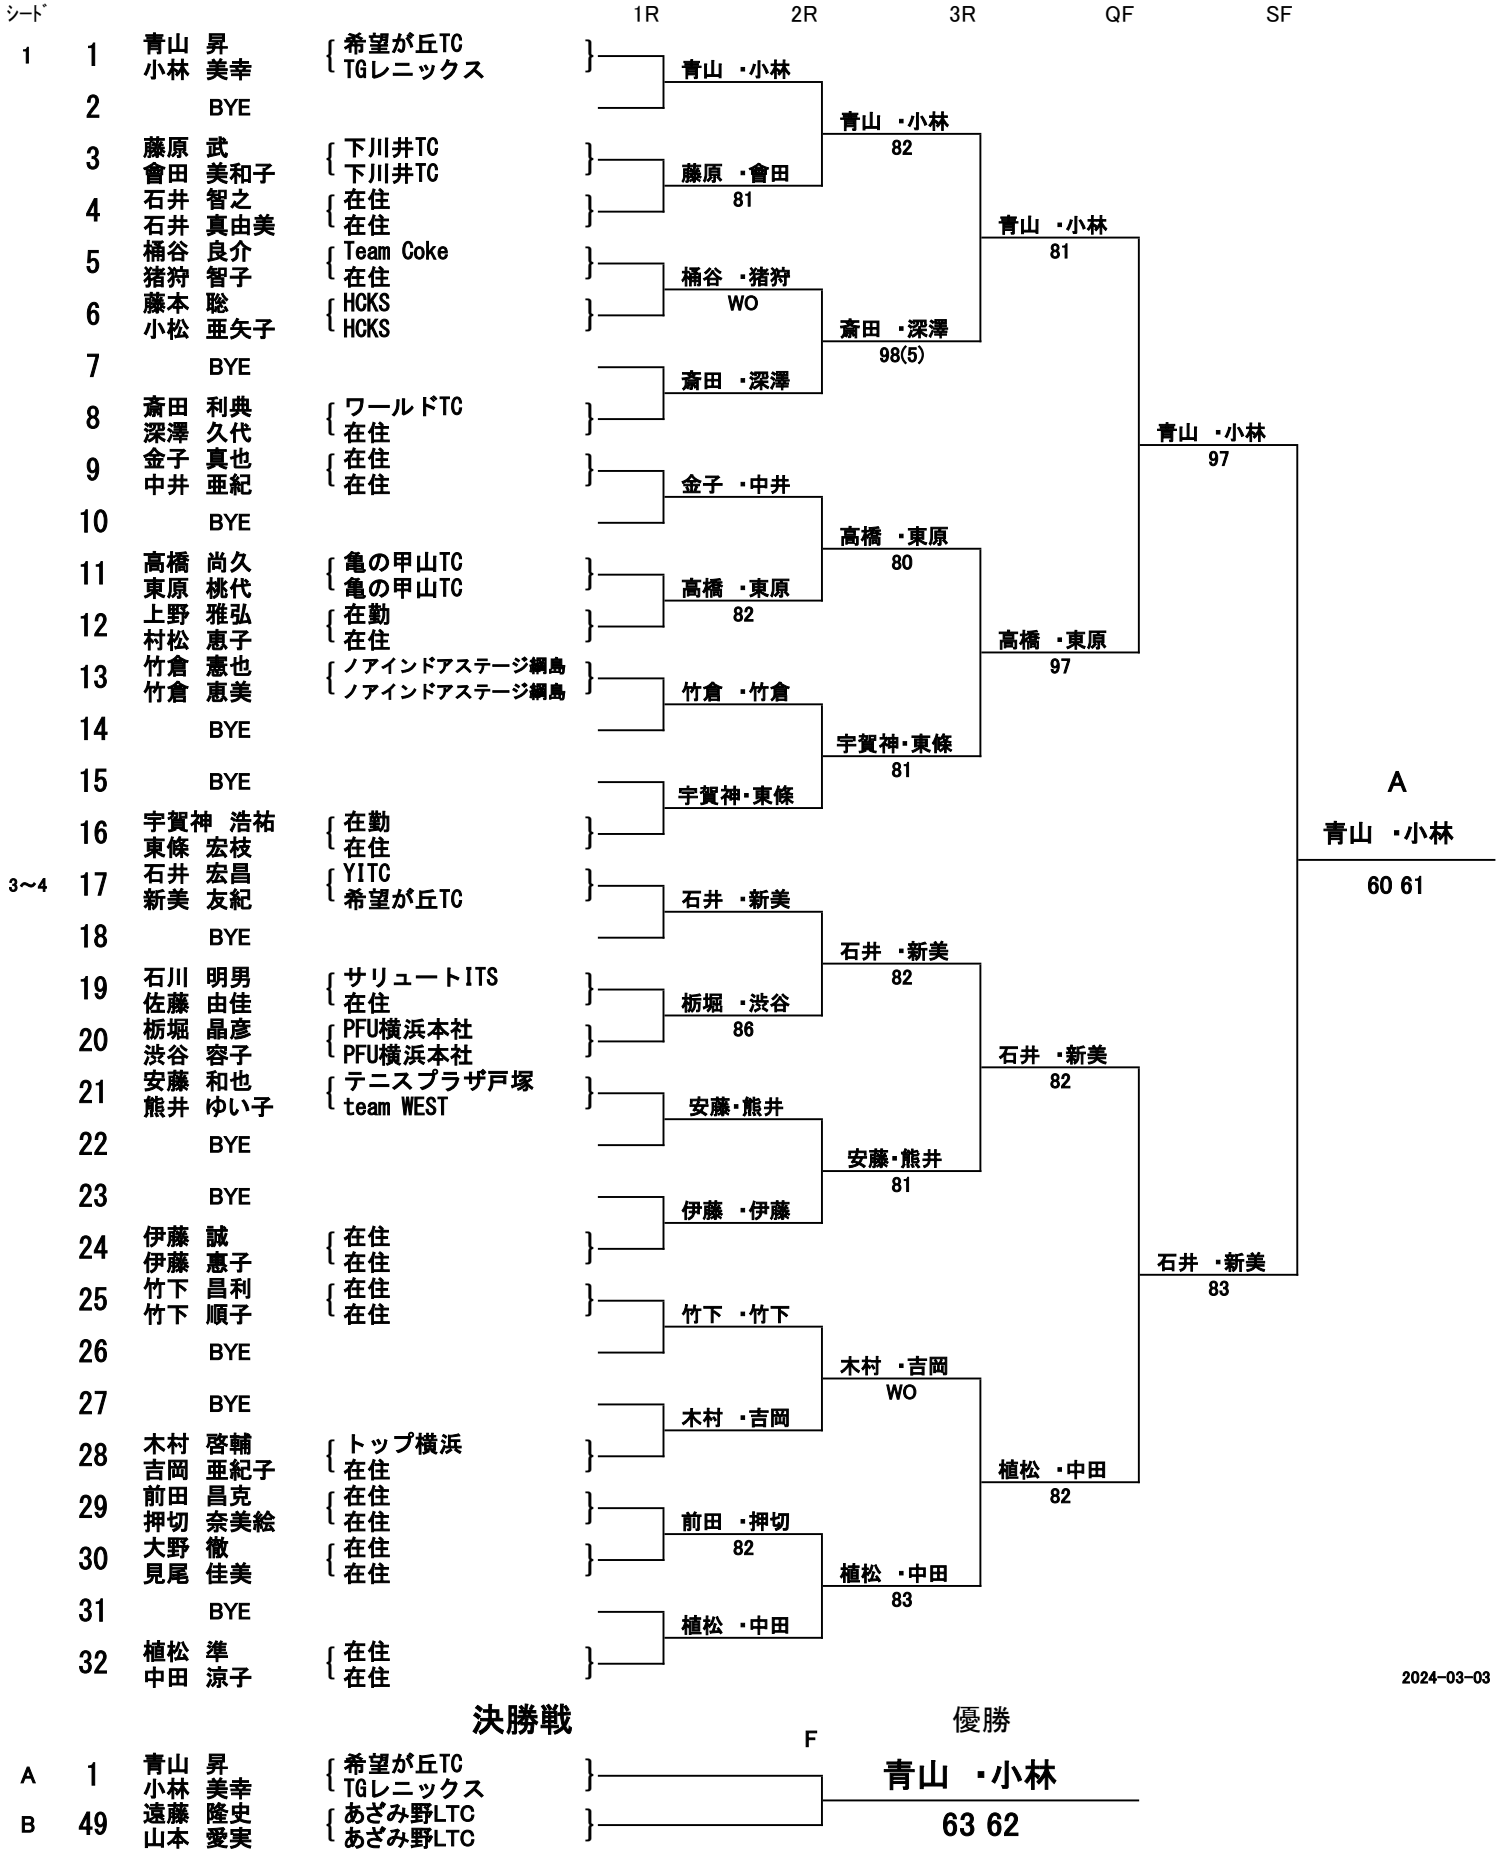 シード 1R 2R 3R QF SF
1 1 青山 昇 { 希望が丘TC }
小林 美幸 TGレニックス
青山 ・小林
2 BYE
青山 ・小林
82
3 藤原 武 { 下川井TC }
會田 美和子 下川井TC
藤原 ・會田
81
4 石井 智之 { 在住 }
石井 真由美 在住
青山 ・小林
81
5 桶谷 良介 { Team Coke }
猪狩 智子 在住
桶谷 ・猪狩
WO
6 藤本 聡 { HCKS }
小松 亜矢子 HCKS
斎田 ・深澤
98(5)
7 BYE
斎田 ・深澤
8 斎田 利典 { ワールドTC }
深澤 久代 在住
青山 ・小林
97
9 金子 真也 { 在住 }
中井 亜紀 在住
金子 ・中井
10 BYE
高橋 ・東原
80
11 高橋 尚久 { 亀の甲山TC }
東原 桃代 亀の甲山TC
高橋 ・東原
82
12 上野 雅弘 { 在勤 }
村松 恵子 在住
高橋 ・東原
97
13 竹倉 憲也 { ノアインドアステージ綱島 }
竹倉 恵美 ノアインドアステージ綱島
竹倉 ・竹倉
14 BYE
宇賀神・東條
81
15 BYE
宇賀神・東條
16 宇賀神 浩祐 { 在勤 }
東條 宏枝 在住
A
青山 ・小林
60 61
3～4 17 石井 宏昌 { YITC }
新美 友紀 希望が丘TC
石井 ・新美
18 BYE
石井 ・新美
82
19 石川 明男 { サリュートITS }
佐藤 由佳 在住
栃堀 ・渋谷
86
20 栃堀 晶彦 { PFU横浜本社 }
渋谷 容子 PFU横浜本社
石井 ・新美
82
21 安藤 和也 { テニスプラザ戸塚 }
熊井 ゆい子 team WEST
安藤・熊井
22 BYE
安藤・熊井
81
23 BYE
伊藤 ・伊藤
24 伊藤 誠 { 在住 }
伊藤 惠子 在住
石井 ・新美
83
25 竹下 昌利 { 在住 }
竹下 順子 在住
竹下 ・竹下
26 BYE
木村 ・吉岡
WO
27 BYE
木村 ・吉岡
28 木村 啓輔 { トップ横浜 }
吉岡 亜紀子 在住
植松 ・中田
82
29 前田 昌克 { 在住 }
押切 奈美絵 在住
前田 ・押切
82
30 大野 徹 { 在住 }
見尾 佳美 在住
植松 ・中田
83
31 BYE
植松 ・中田
32 植松 準 { 在住 }
中田 涼子 在住
2024-03-03
決勝戦 優勝
F
A 1 青山 昇 { 希望が丘TC }
小林 美幸 TGレニックス
青山 ・小林
63 62
B 49 遠藤 隆史 { あざみ野LTC }
山本 愛実 あざみ野LTC